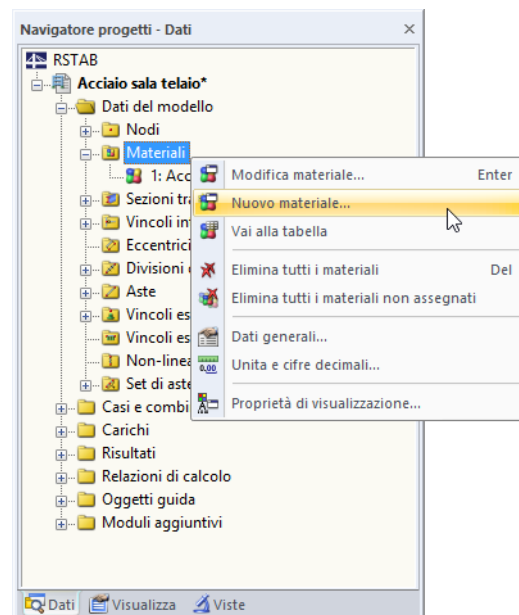 Navigatore progetti - Dati
RSTAB
Acciaio sala telaio*
Dati del modello
Nodi
Materiali
1: Acc
Sezioni tra
Vincoli in
Eccentrici
Divisioni
Aste
Vincoli es
Vincoli es
Non-linea
Set di aste
Casi e combi
Carichi
Risultati
Relazioni di calcolo
Oggetti guida
Moduli aggiuntivi
Modifica materiale... Enter
Nuovo materiale...
Vai alla tabella
Elimina tutti i materiali Del
Elimina tutti i materiali non assegnati
Dati generali...
0,00 Unita e cifre decimali...
Proprietà di visualizzazione...
Dati Visualizza Viste